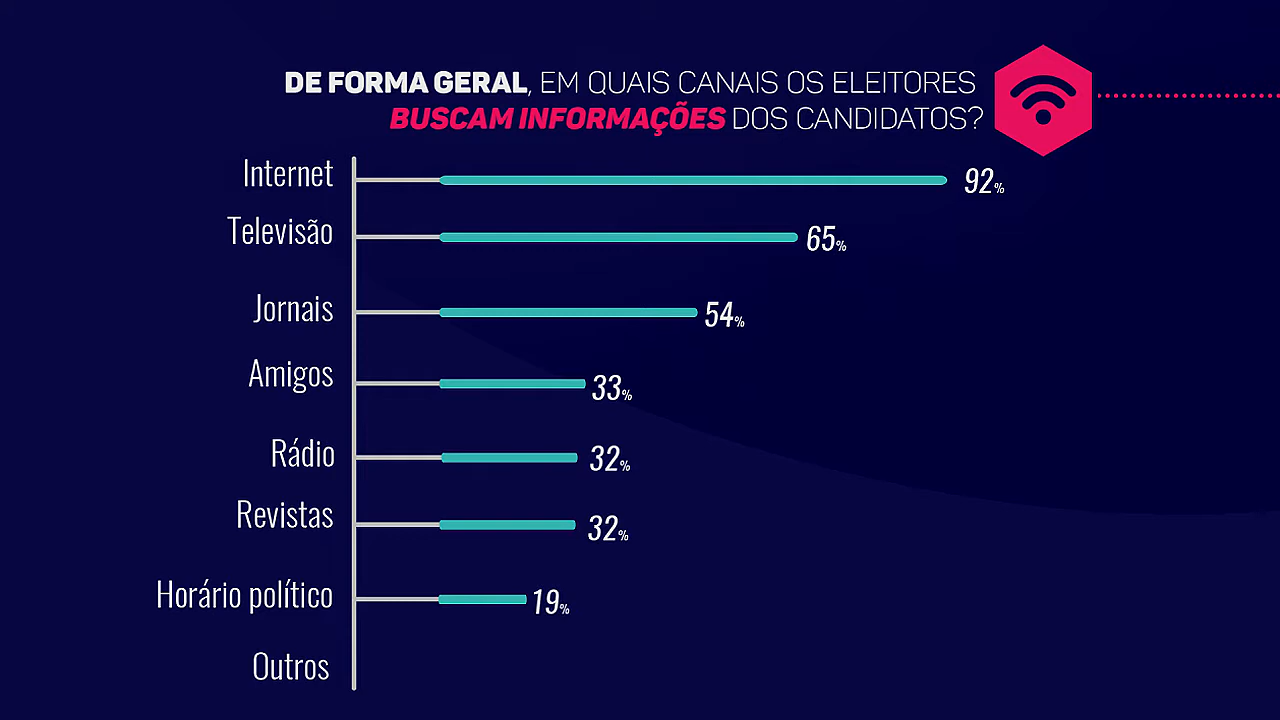 DE FORMA GERAL, EM QUAIS CANAIS OS ELEITORES
BUSCAM INFORMAÇÕES DOS CANDIDATOS?
Internet 92%
Televisão 65%
Jornais 54%
Amigos 33%
Rádio 32%
Revistas 32%
Horário político 19%
Outros